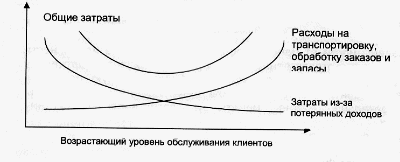 Общие затраты
Расходы на
транспортировку,
обработку заказов и
запасы
Затраты из-за
потерянных доходов
Возрастающий уровень обслуживания клиентов